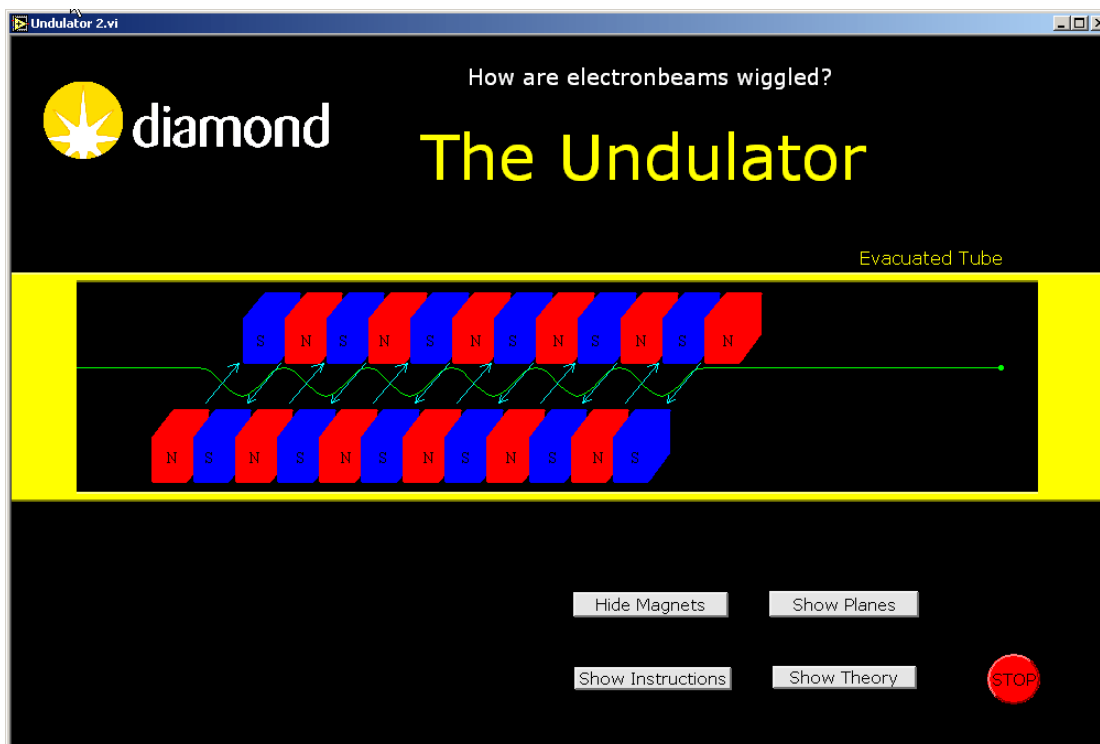 Undulator 2.vi
How are electronbeams wiggled?
diamond
The Undulator
Evacuated Tube
S N S N S N S N S N S N
N S N S N S N S N S N S
Hide Magnets
Show Planes
Show Instructions
Show Theory
STOP